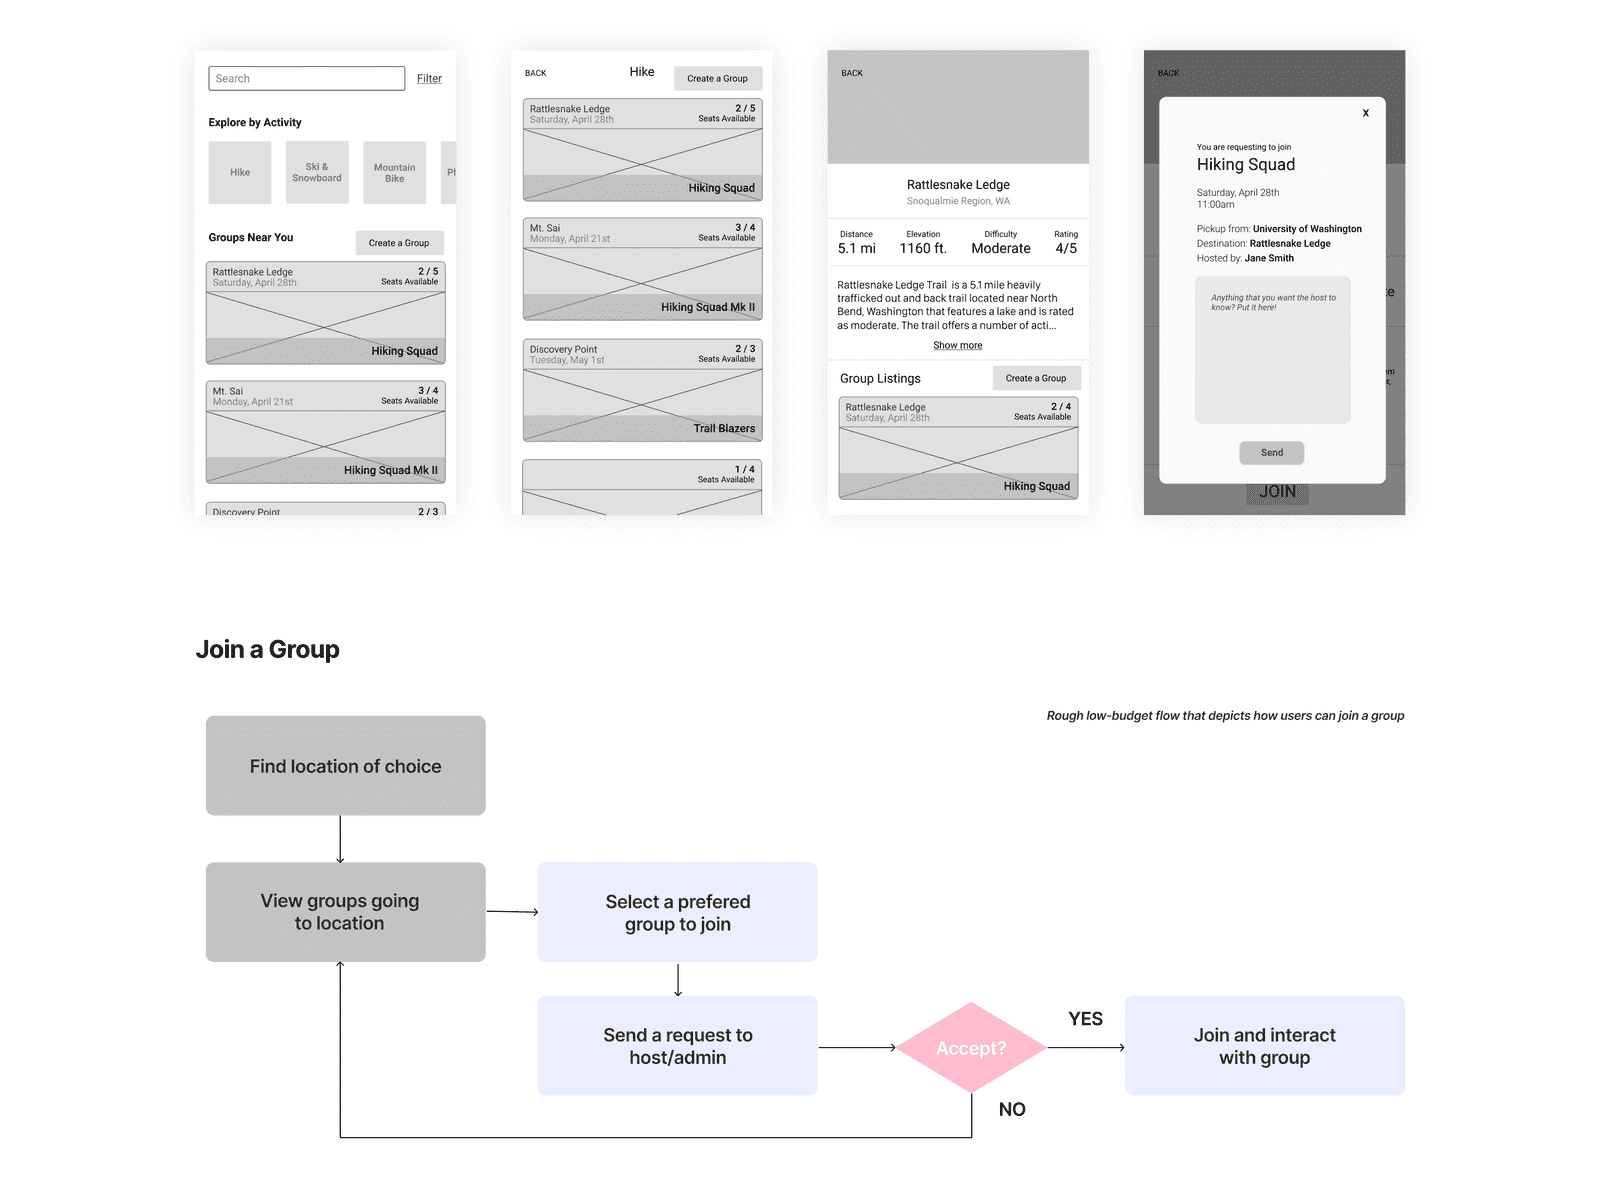 Search
Filter
Explore by Activity
Hike
Ski &
Snowboard
Mountain
Bike
Groups Near You
Create a Group
Rattlesnake Ledge
2 / 5
Saturday, April 28th
Seats Available
Hiking Squad
Mt. Sai
3 / 4
Monday, April 21st
Seats Available
Hiking Squad Mk II
Discovery Point
2 / 3
BACK
Hike
Create a Group
Rattlesnake Ledge
2 / 5
Saturday, April 28th
Seats Available
Hiking Squad
Mt. Sai
3 / 4
Monday, April 21st
Seats Available
Hiking Squad Mk II
Discovery Point
2 / 3
Tuesday, May 1st
Seats Available
Trail Blazers
1 / 4
Seats Available
BACK
Rattlesnake Ledge
Snoqualmie Region, WA
Distance
Elevation
Difficulty
Rating
5.1 mi
1160 ft.
Moderate
4/5
Rattlesnake Ledge Trail is a 5.1 mile heavily
trafficked out and back trail located near North
Bend, Washington that features a lake and is rated
as moderate. The trail offers a number of acti...
Show more
Group Listings
Create a Group
Rattlesnake Ledge
2 / 4
Saturday, April 28th
Seats Available
Hiking Squad
BACK
X
You are requesting to join
Hiking Squad
Saturday, April 28th
11:00am
Pickup from: University of Washington
Destination: Rattlesnake Ledge
Hosted by: Jane Smith
Anything that you want the host to
know? Put it here!
Send
JOIN
Join a Group
Rough low-budget flow that depicts how users can join a group
Find location of choice
View groups going
to location
Select a prefered
group to join
Send a request to
host/admin
Accept?
YES
NO
Join and interact
with group